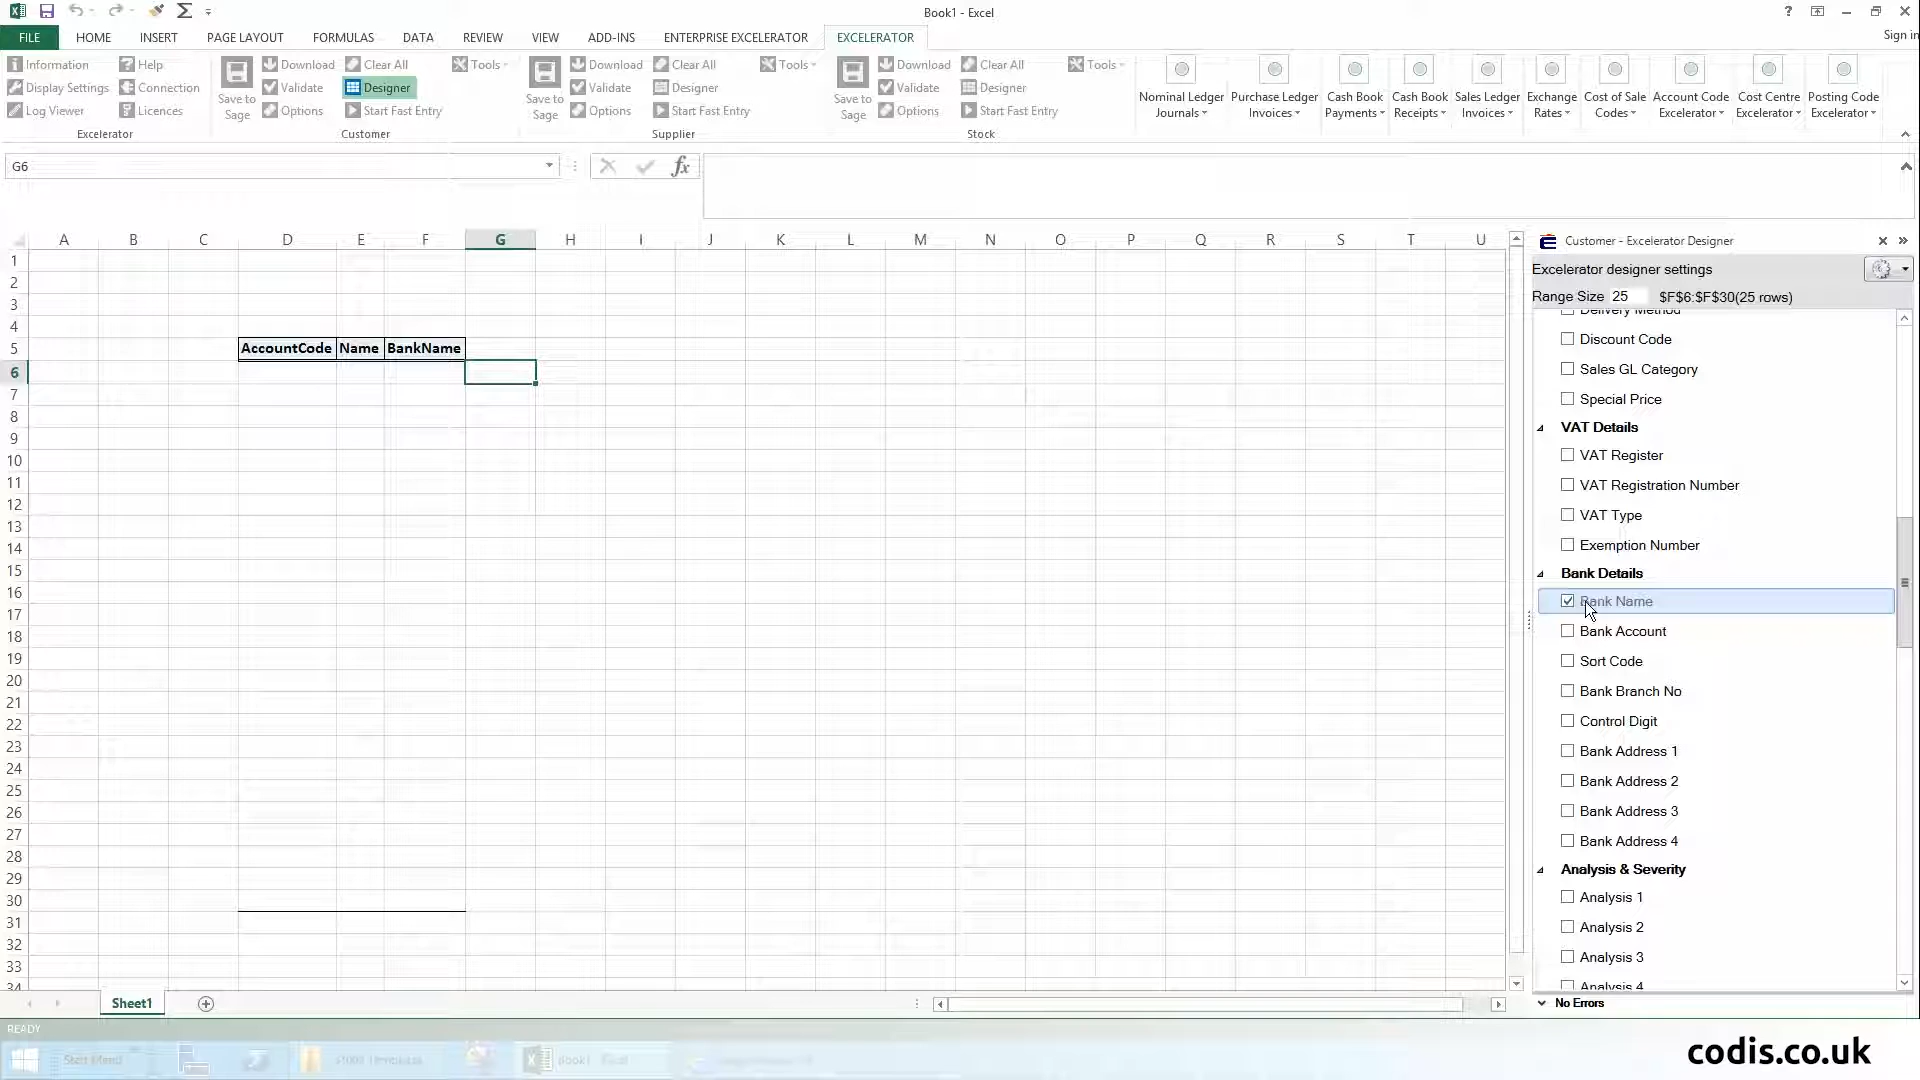 Book1 - Excel
?
Sign in
FILE HOME INSERT PAGE LAYOUT FORMULAS DATA REVIEW VIEW ADD-INS ENTERPRISE EXCELERATOR EXCELERATOR
Information Help Download Clear All Tools Download Clear All Tools Download Clear All Tools
Display Settings Connection Validate Designer Validate Designer Validate Designer
Log Viewer Licences Options Start Fast Entry Options Start Fast Entry Options Start Fast Entry
Save to Sage Save to Sage Save to Sage
Nominal Ledger Journals Purchase Ledger Invoices Cash Book Payments Cash Book Receipts Sales Ledger Invoices Exchange Rates Cost of Sale Codes Account Code Excelerator Cost Centre Excelerator Posting Code Excelerator
Excelerator Customer Supplier Stock
G6
fx
A B C D E F G H I J K L M N O P Q R S T U
1
2
3
4
5 AccountCode Name BankName
6
7
8
9
10
11
12
13
14
15
16
17
18
19
20
21
22
23
24
25
26
27
28
29
30
31
32
33
34
Customer - Excelerator Designer
Excelerator designer settings
Range Size 25 $F$6:$F$30(25 rows)
Delivery Method
Discount Code
Sales GL Category
Special Price
VAT Details
VAT Register
VAT Registration Number
VAT Type
Exemption Number
Bank Details
Bank Name
Bank Account
Sort Code
Bank Branch No
Control Digit
Bank Address 1
Bank Address 2
Bank Address 3
Bank Address 4
Analysis & Severity
Analysis 1
Analysis 2
Analysis 3
Analysis 4
No Errors
Sheet1
READY
Start Menu
Book1 - Excel
codis.co.uk